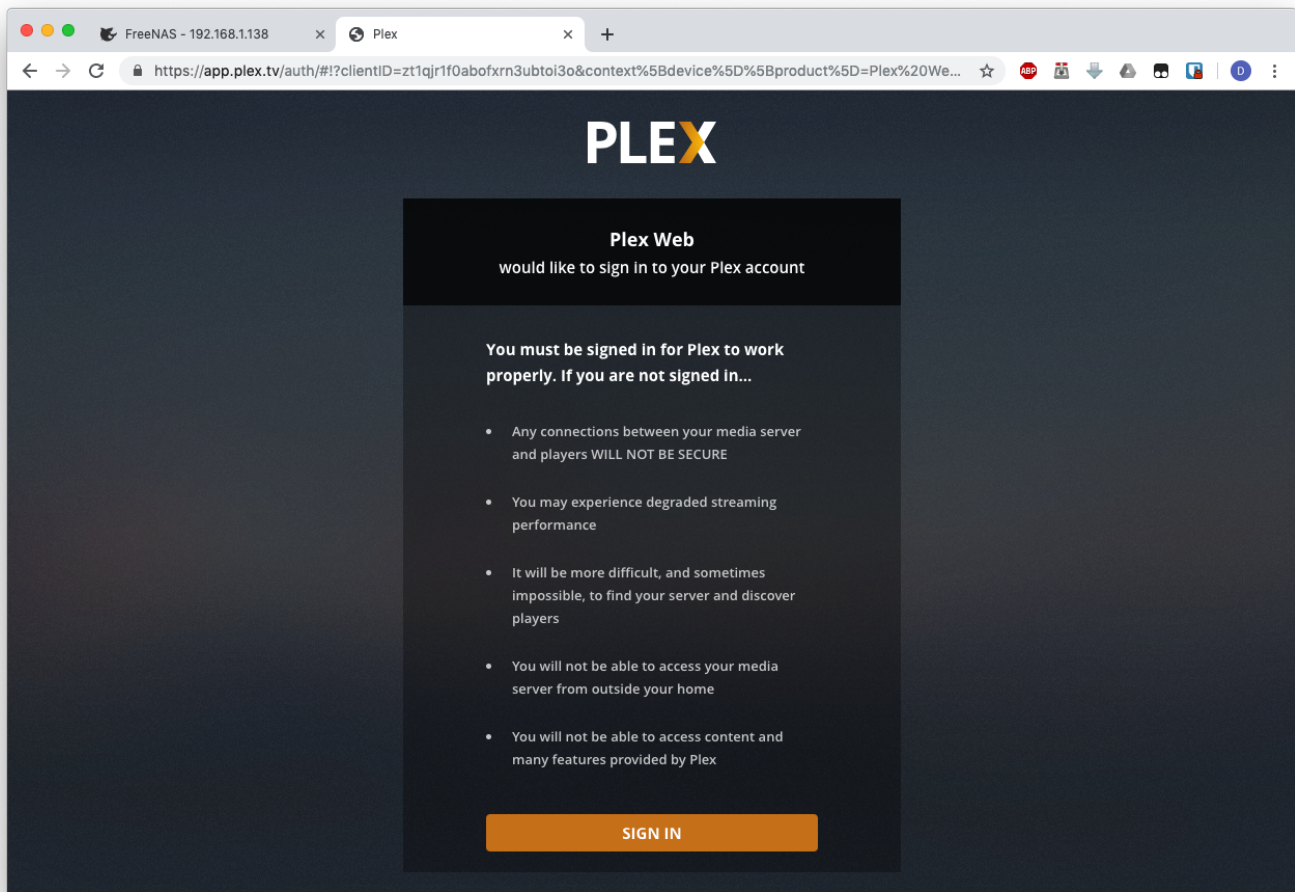 FreeNAS - 192.168.1.138
Plex
https://app.plex.tv/auth/#!?clientID=zt1qjr1f0abofxrn3ubtoi3o&context%5Bdevice%5D%5Bproduct%5D=Plex%20We...
ABP
D
PLEX
Plex Web
would like to sign in to your Plex account
You must be signed in for Plex to work
properly. If you are not signed in...
• Any connections between your media server
and players WILL NOT BE SECURE
• You may experience degraded streaming
performance
• It will be more difficult, and sometimes
impossible, to find your server and discover
players
• You will not be able to access your media
server from outside your home
• You will not be able to access content and
many features provided by Plex
SIGN IN